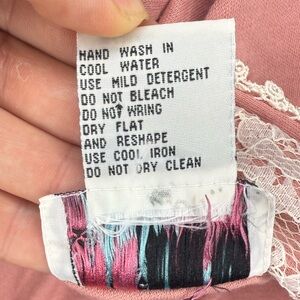 HAND WASH IN
COOL WATER
USE MILD DETERGENT
DO NOT BLEACH
DO NOT WRING
DRY FLAT
AND RESHAPE
USE COOL IRON
DO NOT DRY CLEAN